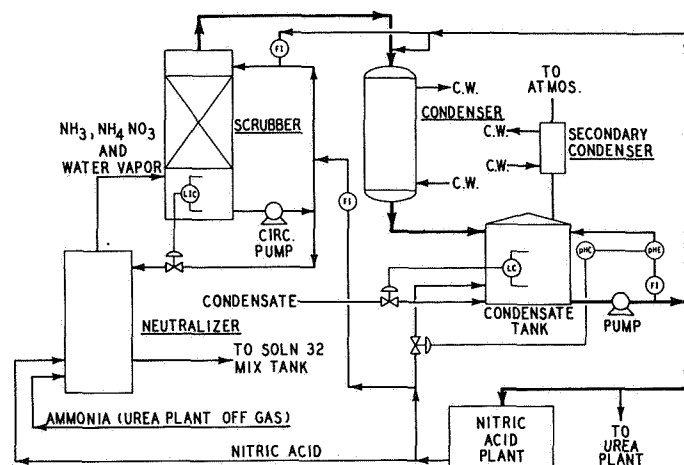 FI
TO
ATMOS.
C.W.
CONDENSER
C.W.
SECONDARY
CONDENSER
SCRUBBER
NH3, NH4 NO3
AND
WATER VAPOR
C.W.
C.W.
LIC
FI
CIRC.
PUMP
pHC
pHE
LC
FI
CONDENSATE
CONDENSATE
TANK
PUMP
NEUTRALIZER
TO SOLN 32
MIX TANK
AMMONIA (UREA PLANT OFF GAS)
NITRIC
ACID
PLANT
TO
UREA
PLANT
NITRIC ACID